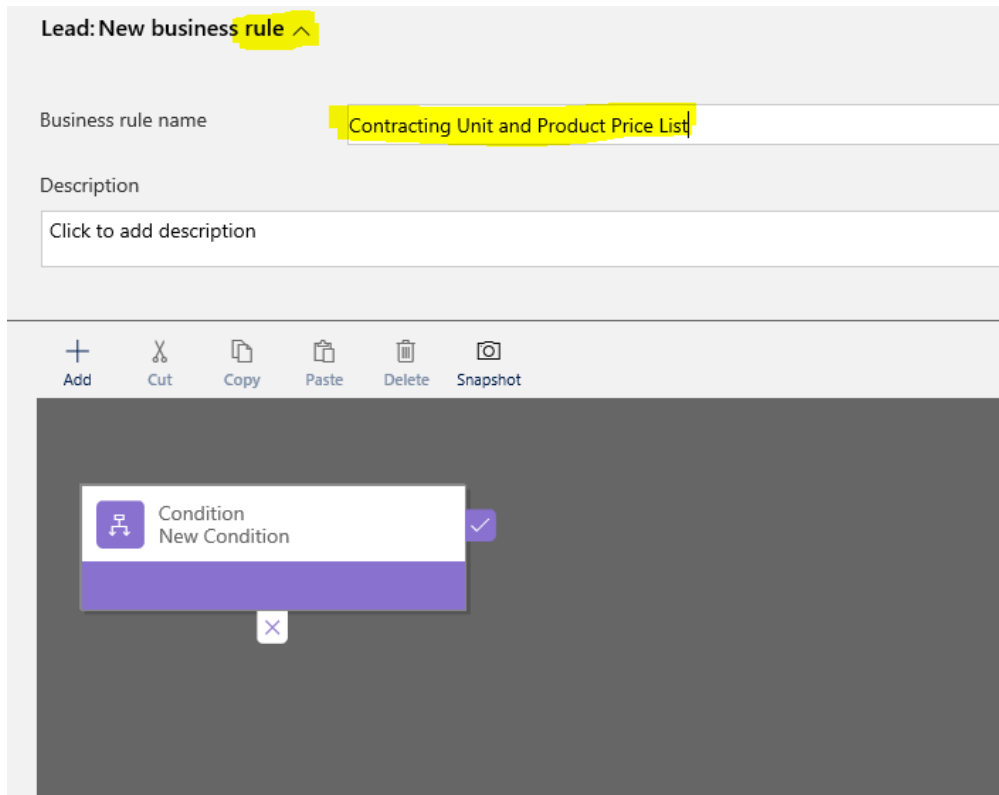 Lead: New business rule
Business rule name
Contracting Unit and Product Price List
Description
Click to add description
Add Cut Copy Paste Delete Snapshot
Condition
New Condition